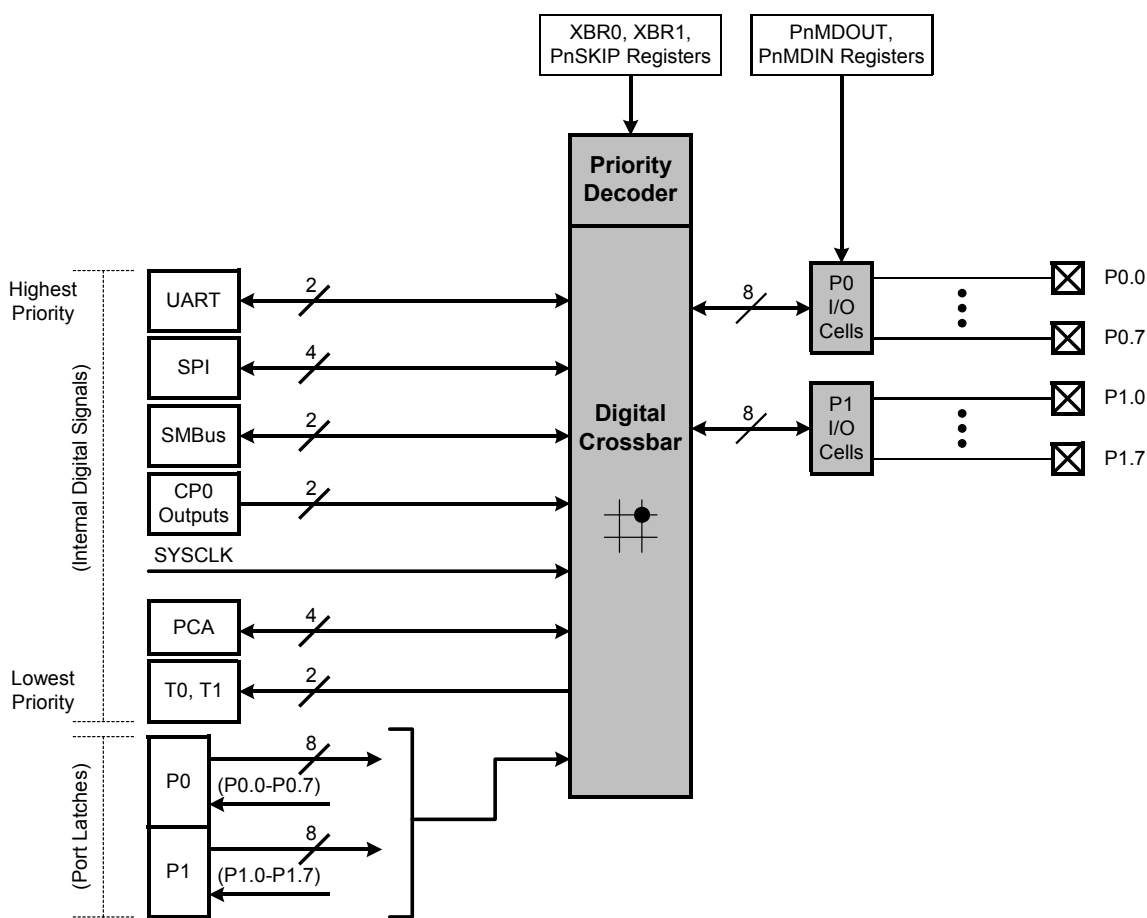 XBR0, XBR1,
PnSKIP Registers
PnMDOUT,
PnMDIN Registers
Priority
Decoder
Highest
Priority
(Internal Digital Signals)
UART
2
SPI
4
SMBus
2
CP0
Outputs
2
SYSCLK
PCA
4
Lowest
Priority
T0, T1
2
Digital
Crossbar
8
P0
I/O
Cells
P0.0
P0.7
8
P1
I/O
Cells
P1.0
P1.7
(Port Latches)
P0
8
(P0.0-P0.7)
P1
8
(P1.0-P1.7)